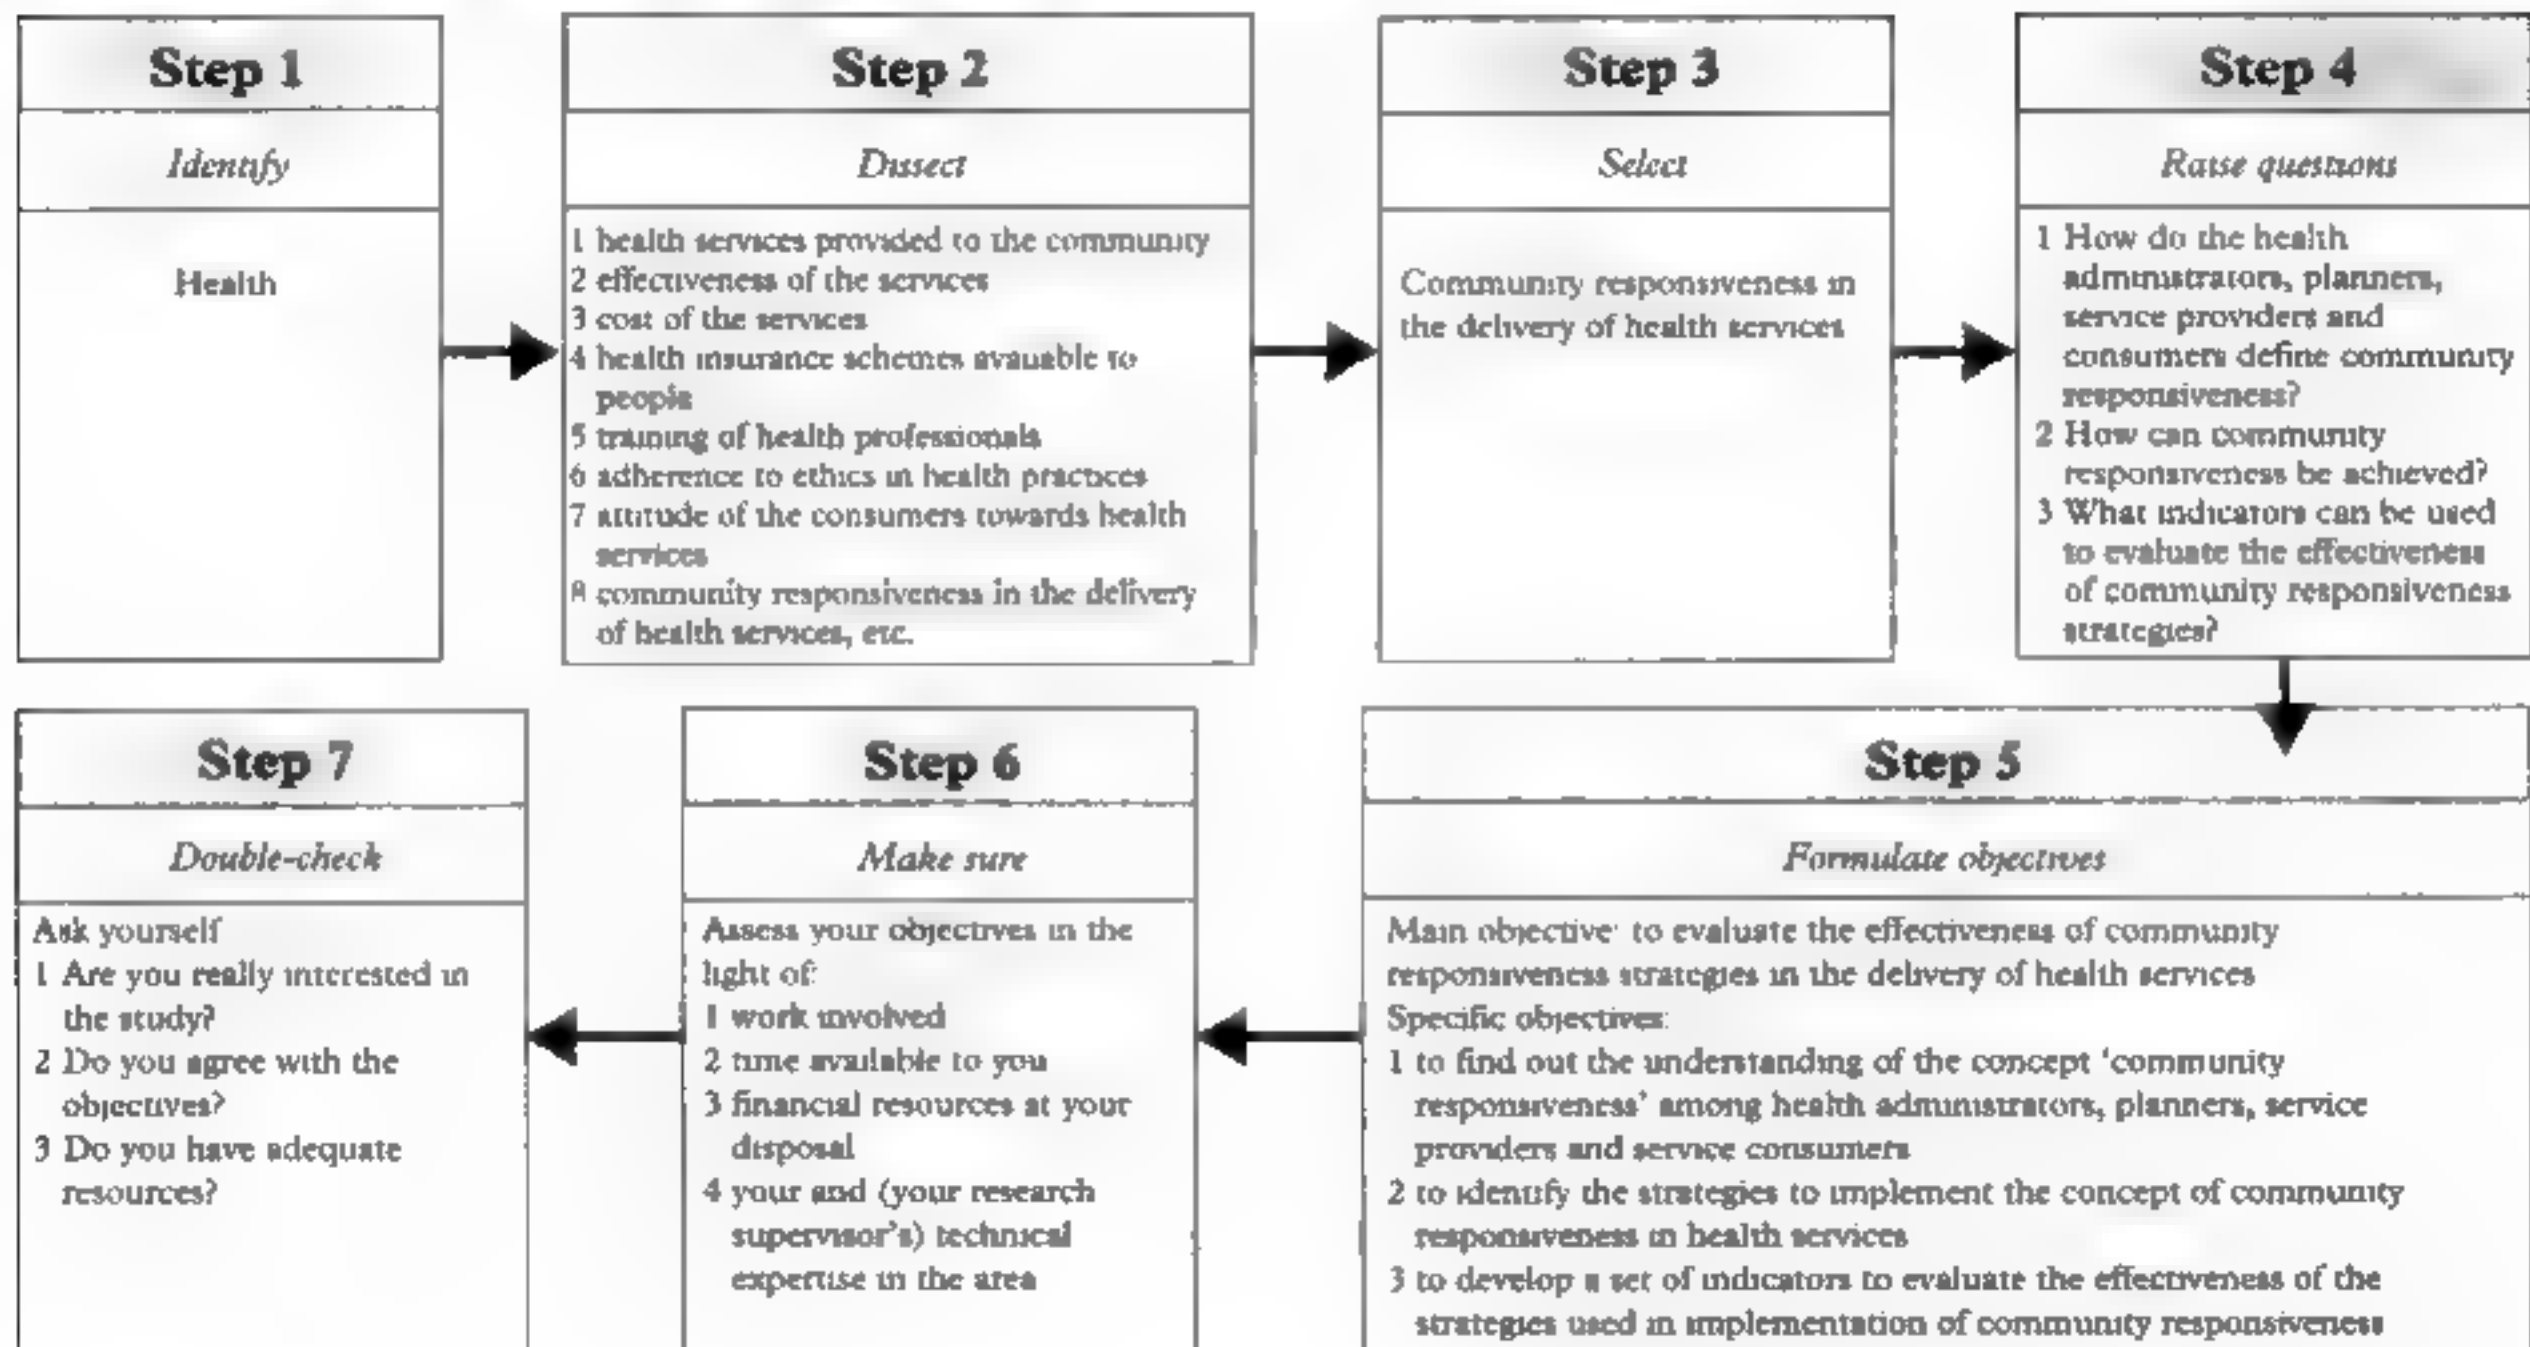 Step 1
Identify
Health
Step 2
Dissect
1 health services provided to the community
2 effectiveness of the services
3 cost of the services
4 health insurance schemes available to
people
5 training of health professionals
6 adherence to ethics in health practices
7 attitude of the consumers towards health
services
8 community responsiveness in the delivery
of health services, etc.
Step 3
Select
Community responsiveness in
the delivery of health services
Step 4
Raise questions
1 How do the health
administrators, planners,
service providers and
consumers define community
responsiveness?
2 How can community
responsiveness be achieved?
3 What indicators can be used
to evaluate the effectiveness
of community responsiveness
strategies?
Step 5
Formulate objectives
Main objective: to evaluate the effectiveness of community
responsiveness strategies in the delivery of health services
Specific objectives:
1 to find out the understanding of the concept ‘community
responsiveness’ among health administrators, planners, service
providers and service consumers
2 to identify the strategies to implement the concept of community
responsiveness in health services
3 to develop a set of indicators to evaluate the effectiveness of the
strategies used in implementation of community responsiveness
Step 6
Make sure
Assess your objectives in the
light of:
1 work involved
2 time available to you
3 financial resources at your
disposal
4 your and (your research
supervisor’s) technical
expertise in the area
Step 7
Double-check
Ask yourself
1 Are you really interested in
the study?
2 Do you agree with the
objectives?
3 Do you have adequate
resources?